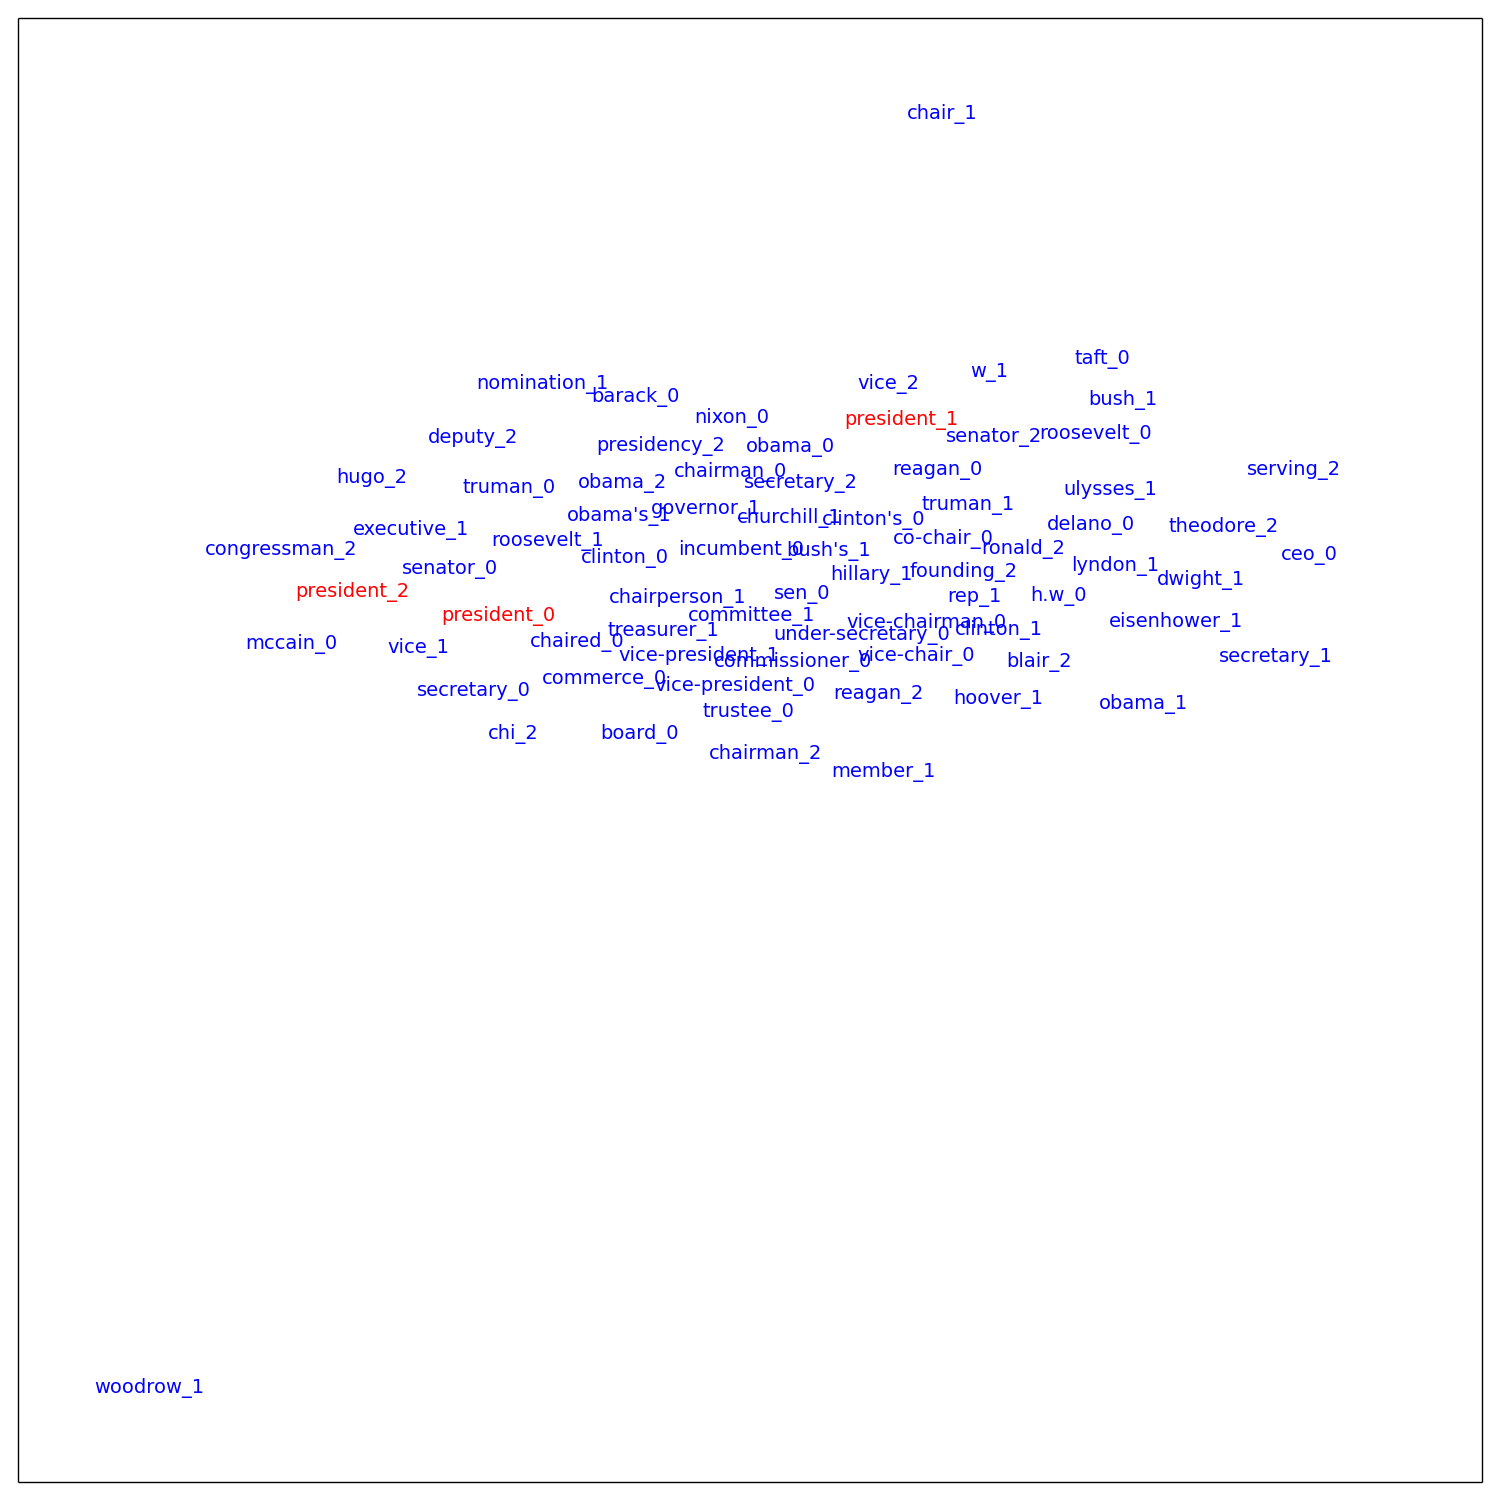 chair_1
taft_0
w_1
nomination_1
vice_2
barack_0
bush_1
nixon_0
president_1
roosevelt_0
senator_2
deputy_2
presidency_2
obama_0
serving_2
reagan_0
chairman_0
hugo_2
obama_2
secretary_2
truman_0
ulysses_1
truman_1
governor_1
obama's_1
churchill_1
clinton's_0
delano_0
theodore_2
executive_1
co-chair_0
roosevelt_1
congressman_2
incumbent_0
bush's_1
ronald_2
ceo_0
clinton_0
lyndon_1
senator_0
founding_2
hillary_1
dwight_1
president_2
sen_0
h.w_0
rep_1
chairperson_1
president_0
committee_1
eisenhower_1
vice-chairman_0
clinton_1
treasurer_1
under-secretary_0
chaired_0
mccain_0
vice_1
vice-president_1
vice-chair_0
secretary_1
commissioner_0
blair_2
commerce_0
vice-president_0
secretary_0
reagan_2
hoover_1
obama_1
trustee_0
chi_2
board_0
chairman_2
member_1
woodrow_1